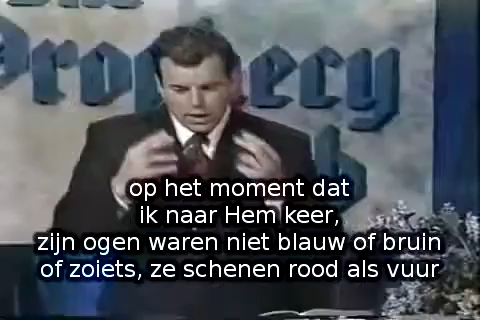 Prophecy
op het moment dat
ik naar Hem keer,
zijn ogen waren niet blauw of bruin
of zoiets, ze schenen rood als vuur